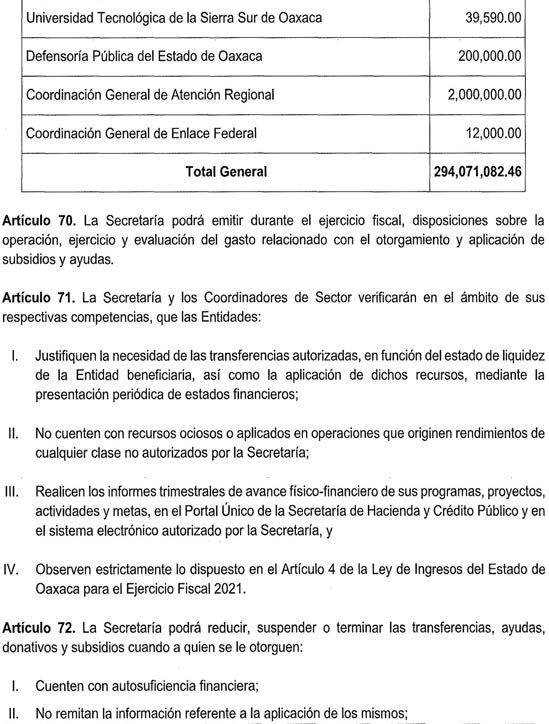 Universidad Tecnológica de la Sierra Sur de Oaxaca 39,590.00
Defensoría Pública del Estado de Oaxaca 200,000.00
Coordinación General de Atención Regional 2,000,000.00
Coordinación General de Enlace Federal 12,000.00
Total General 294,071,082.46
Artículo 70. La Secretaría podrá emitir durante el ejercicio fiscal, disposiciones sobre la
operación, ejercicio y evaluación del gasto relacionado con el otorgamiento y aplicación de
subsidios y ayudas.
Artículo 71. La Secretaría y los Coordinadores de Sector verificarán en el ámbito de sus
respectivas competencias, que las Entidades:
I. Justifiquen la necesidad de las transferencias autorizadas, en función del estado de liquidez
de la Entidad beneficiaria, así como la aplicación de dichos recursos, mediante la
presentación periódica de estados financieros;
II. No cuenten con recursos ociosos o aplicados en operaciones que originen rendimientos de
cualquier clase no autorizados por la Secretaría;
III. Realicen los informes trimestrales de avance físico-financiero de sus programas, proyectos,
actividades y metas, en el Portal Único de la Secretaría de Hacienda y Crédito Público y en
el sistema electrónico autorizado por la Secretaría, y
IV. Observen estrictamente lo dispuesto en el Artículo 4 de la Ley de Ingresos del Estado de
Oaxaca para el Ejercicio Fiscal 2021.
Artículo 72. La Secretaría podrá reducir, suspender o terminar las transferencias, ayudas,
donativos y subsidios cuando a quien se le otorguen:
I. Cuenten con autosuficiencia financiera;
II. No remitan la información referente a la aplicación de los mismos;